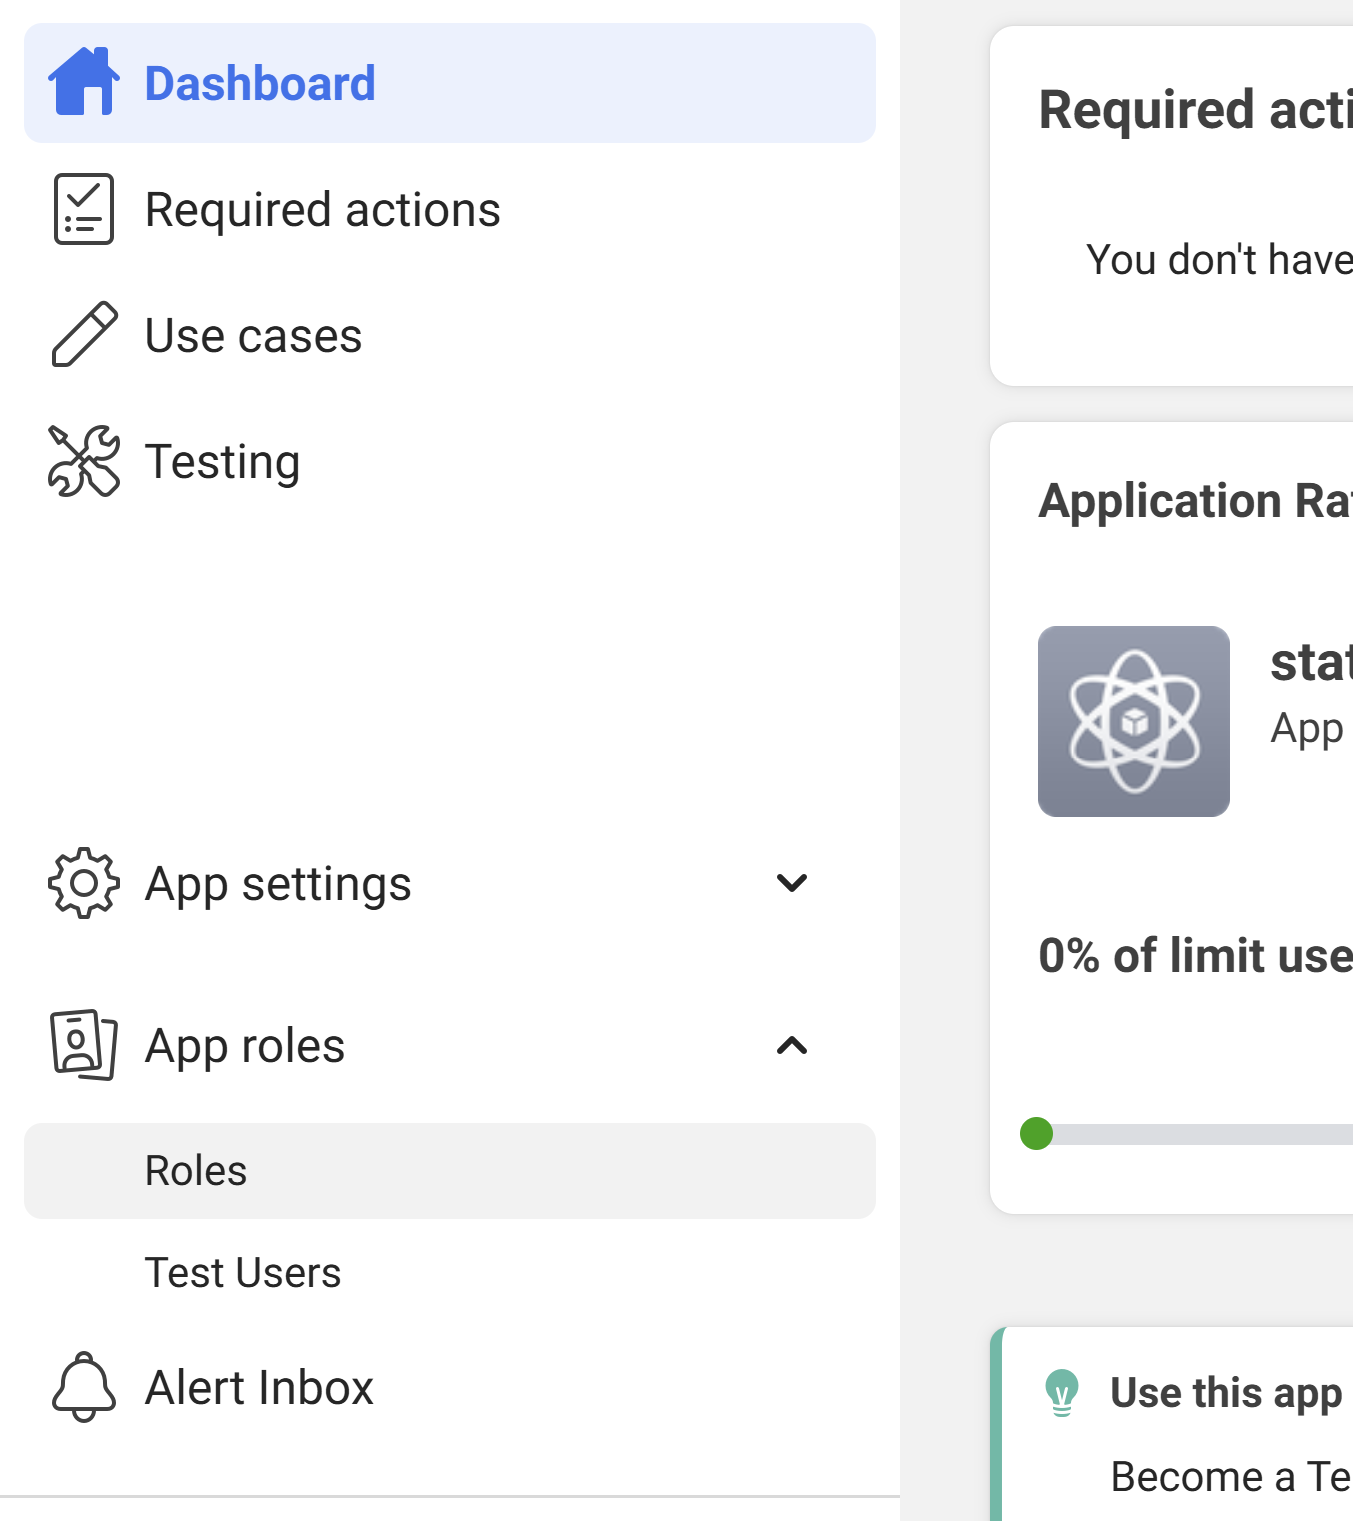 Dashboard
Required actions
Use cases
Testing
App settings
App roles
Roles
Test Users
Alert Inbox
Required acti
You don't have
Application Ra
stat
App
0% of limit use
Use this app
Become a Te